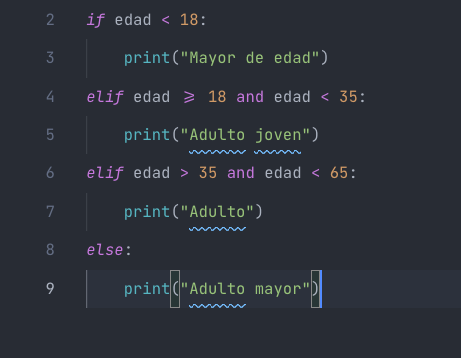 2 if edad < 18:
3 print("Mayor de edad")
4 elif edad >= 18 and edad < 35:
5 print("Adulto joven")
6 elif edad > 35 and edad < 65:
7 print("Adulto")
8 else:
9 print("Adulto mayor")